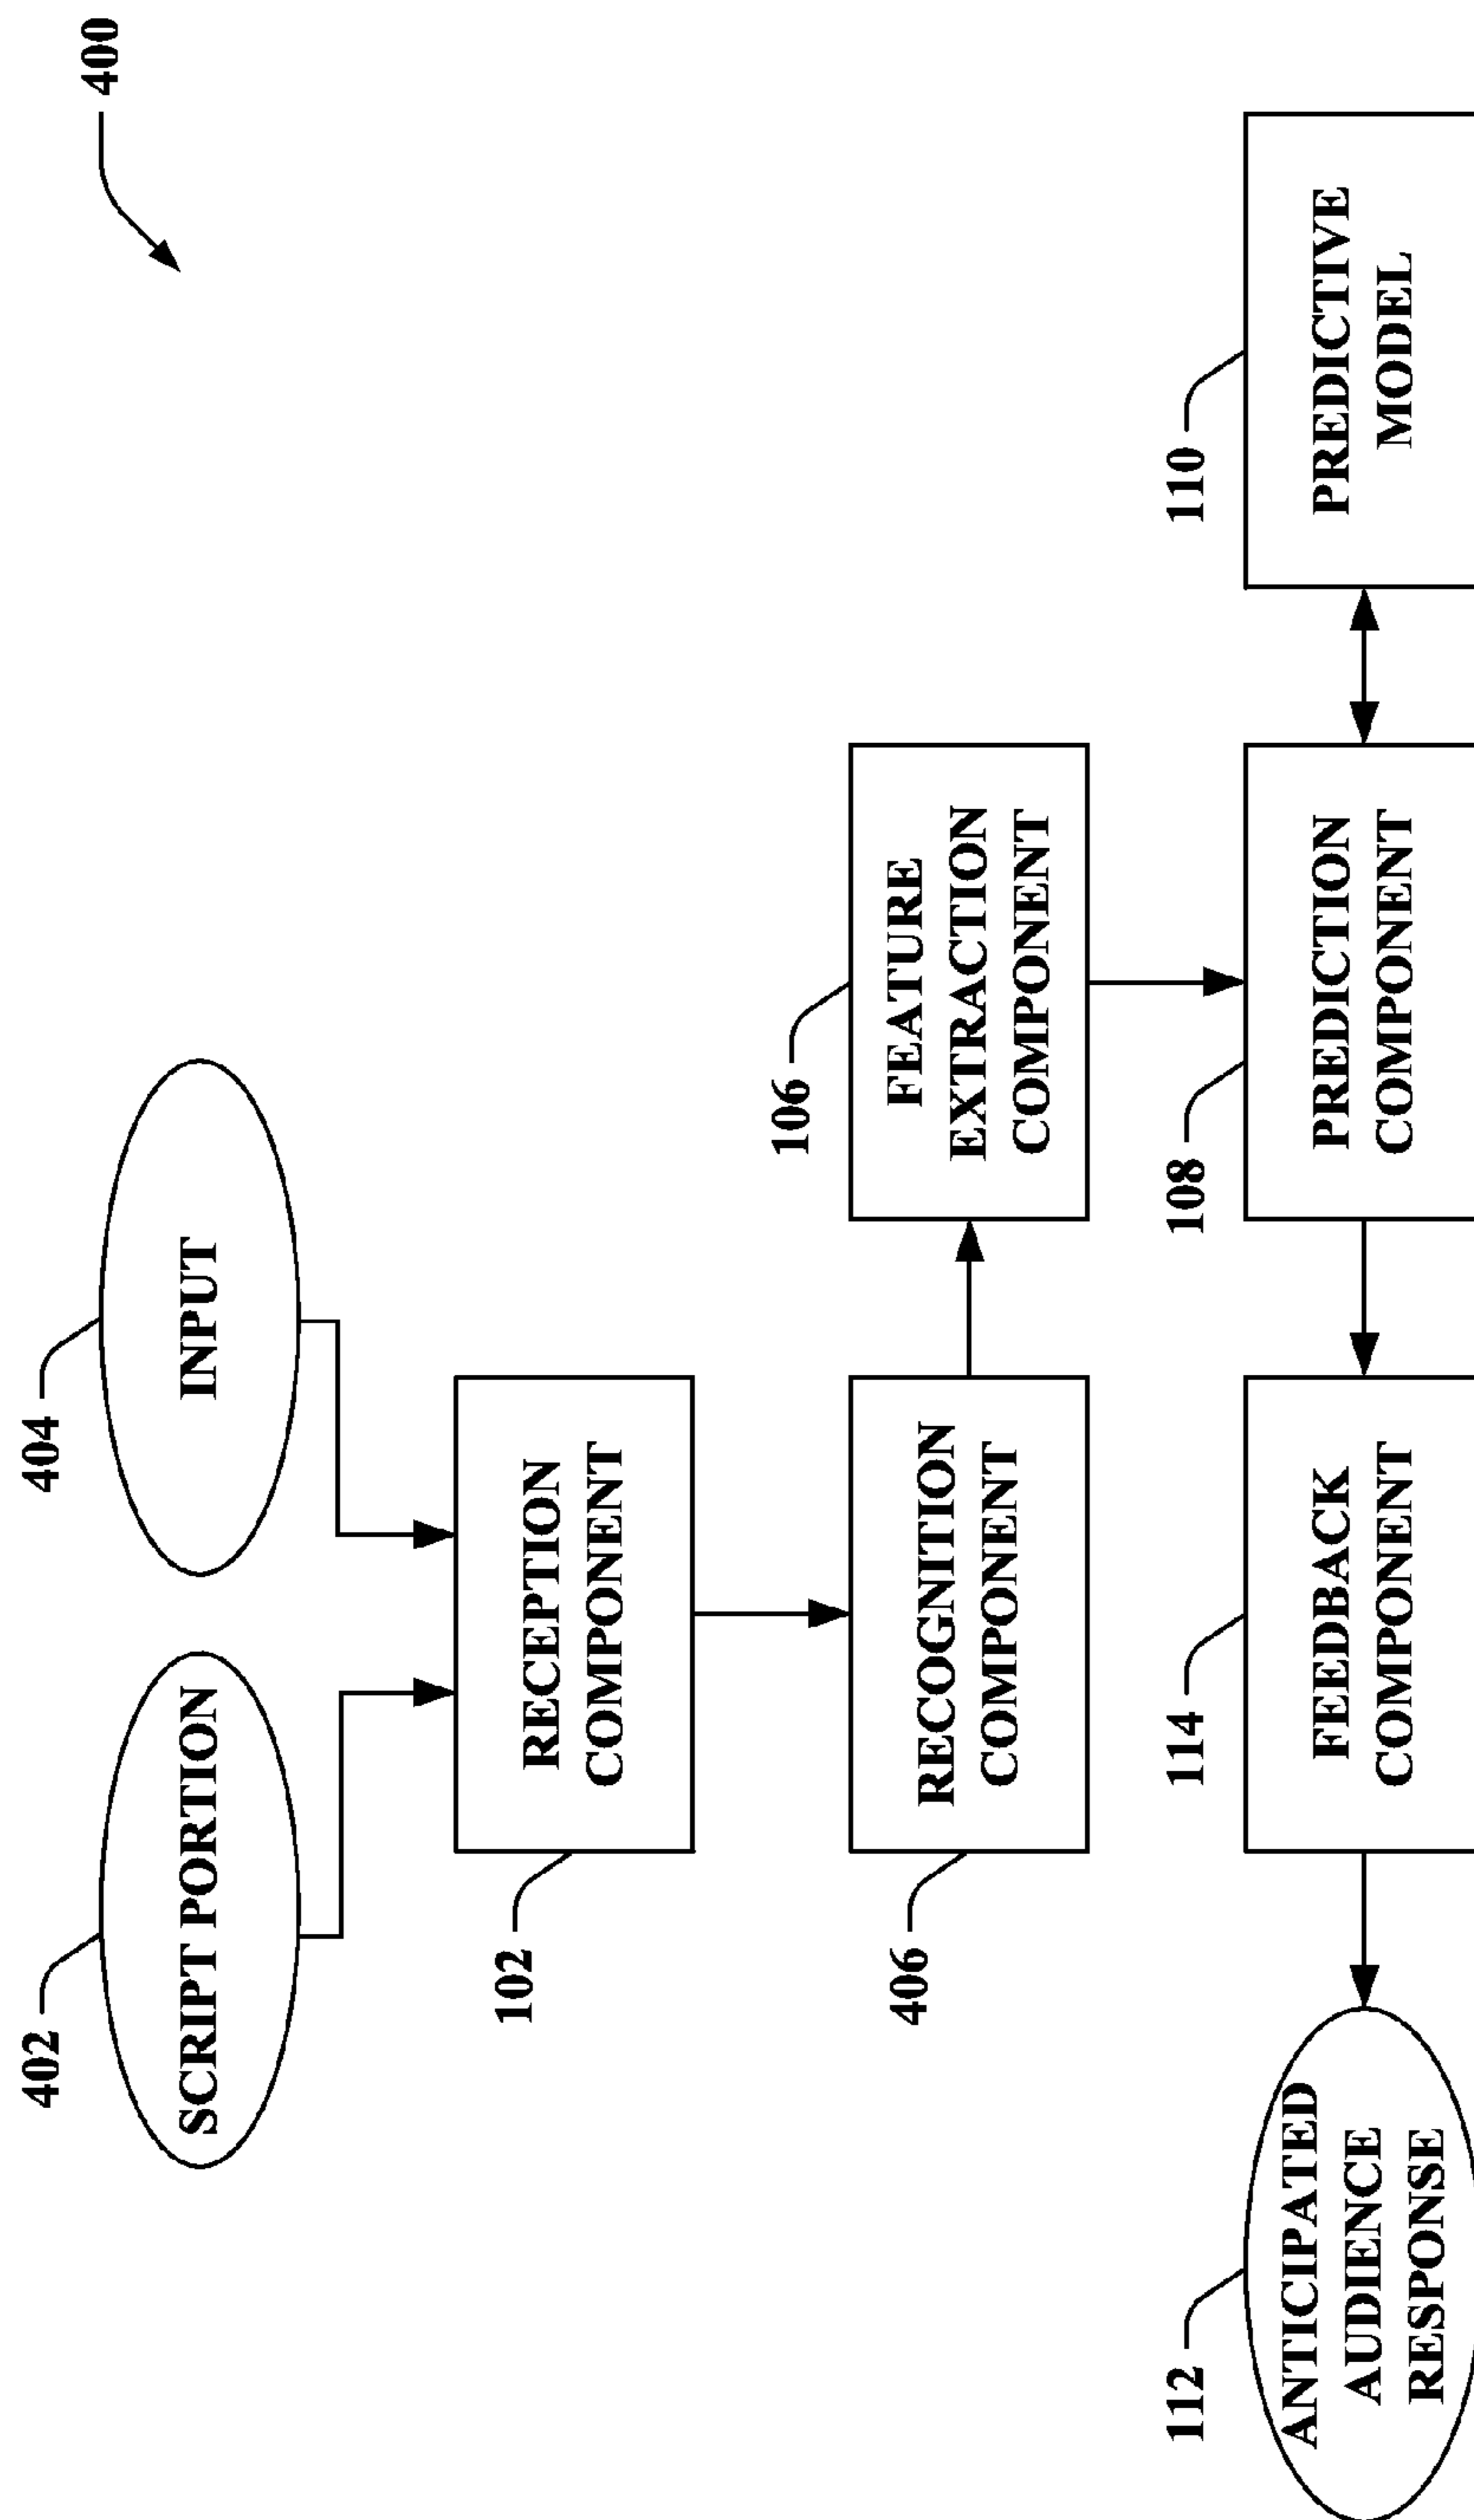 400
402
SCRIPT PORTION
404
INPUT
102
RECEPTION
COMPONENT
406
RECOGNITION
COMPONENT
106
FEATURE
EXTRACTION
COMPONENT
112
ANTICIPATED
AUDIENCE
RESPONSE
114
FEEDBACK
COMPONENT
108
PREDICTION
COMPONENT
110
PREDICTIVE
MODEL